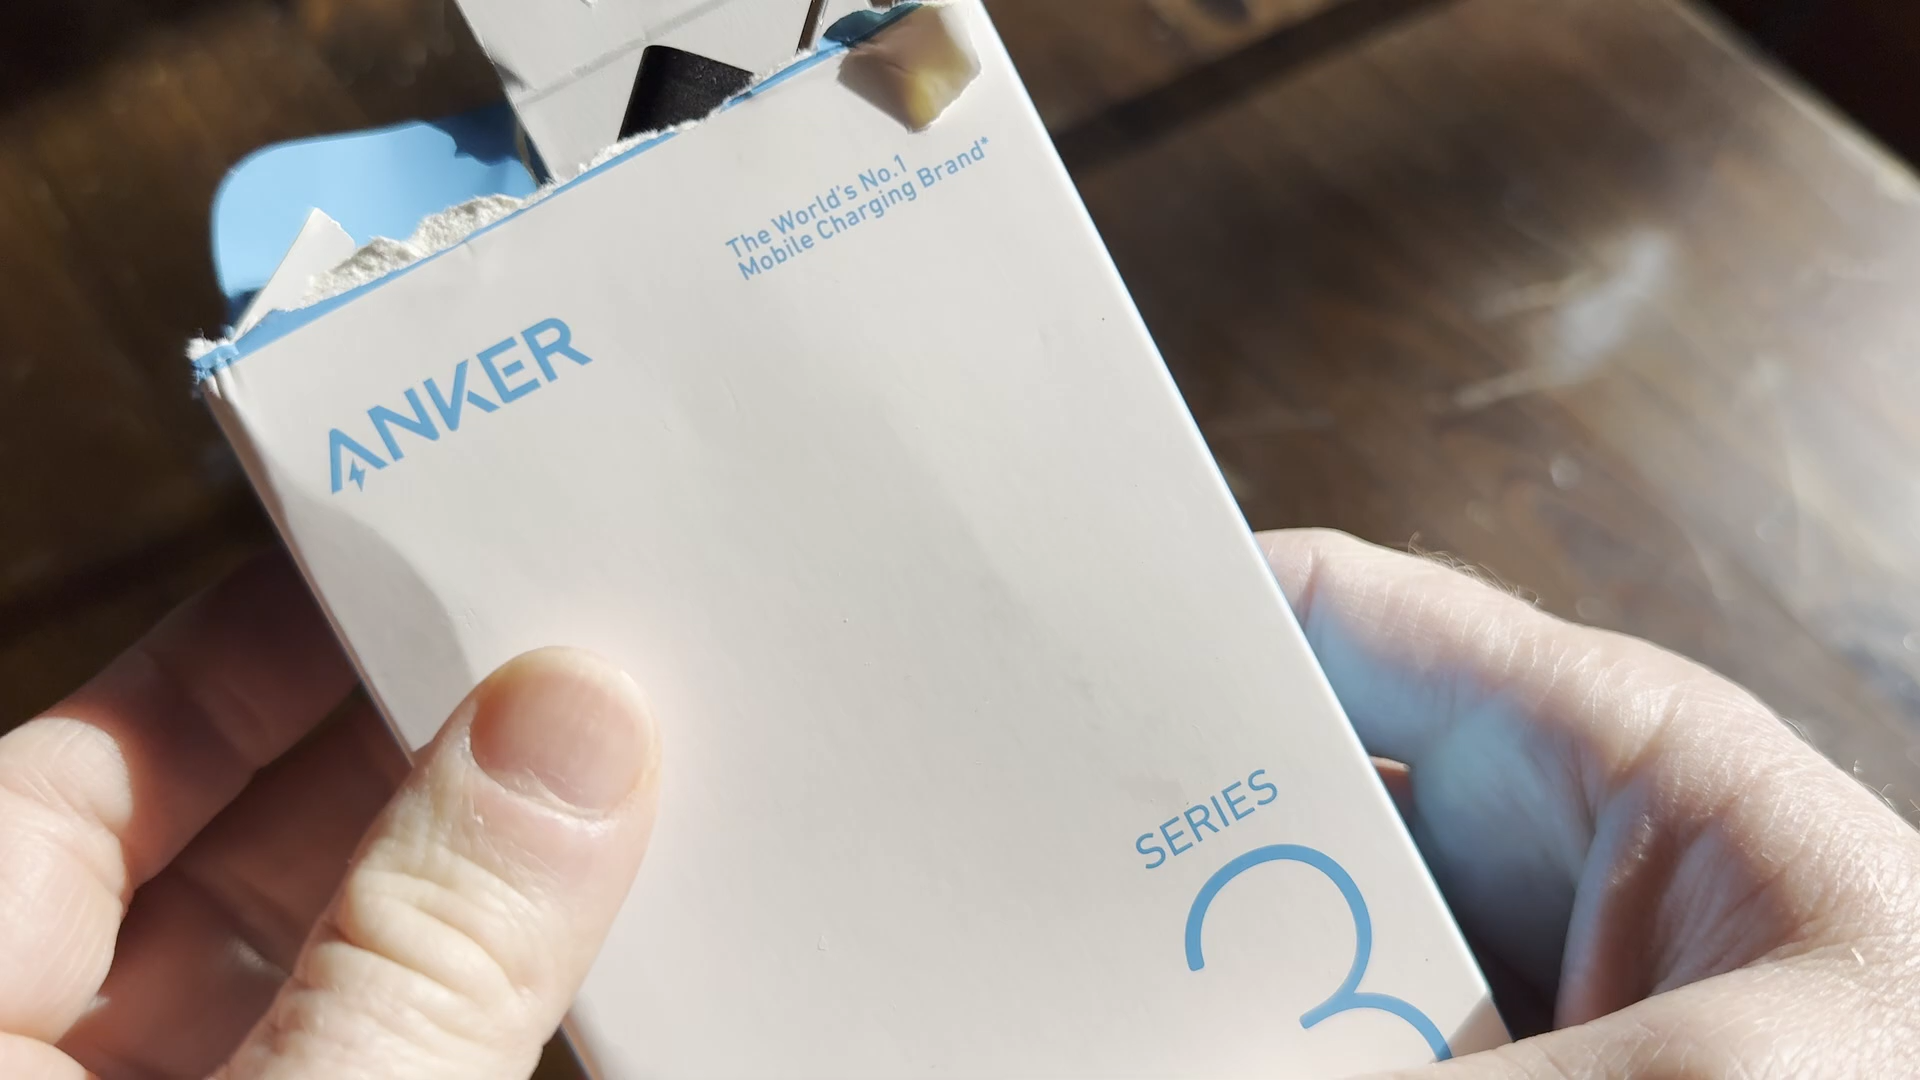 The World's No.1
Mobile Charging Brand*
ANKER
SERIES
3